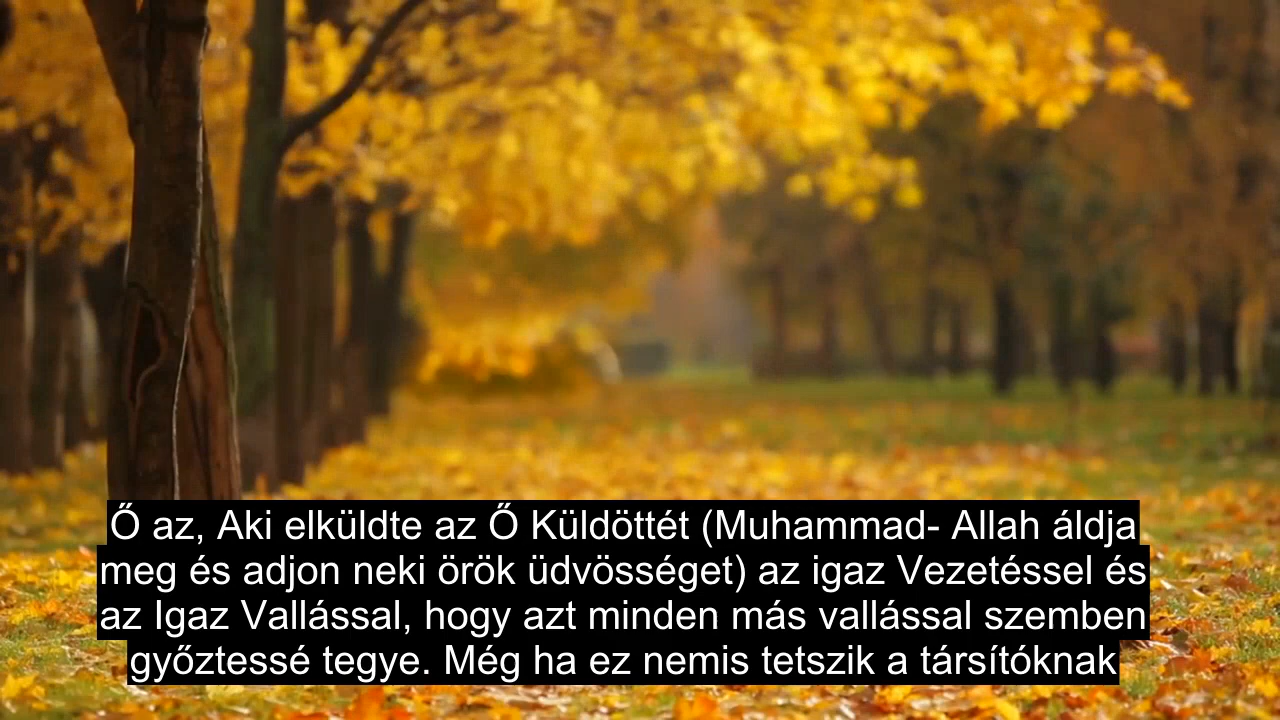 Ő az, Aki elküldte az Ő Küldöttét (Muhammad- Allah áldja
meg és adjon neki örök üdvösséget) az igaz Vezetéssel és
az Igaz Vallással, hogy azt minden más vallással szemben
győztessé tegye. Még ha ez nemis tetszik a társítóknak